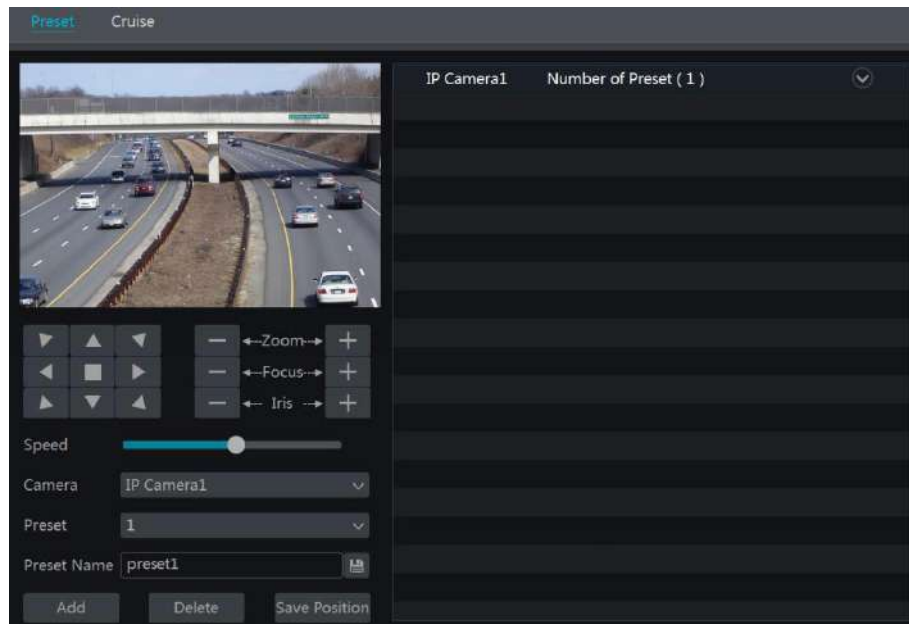 Preset Cruise
IP Camera1 Number of Preset ( 1 )
Zoom
Focus
Iris
Speed
Camera IP Camera1
Preset 1
Preset Name preset1
Add Delete Save Position